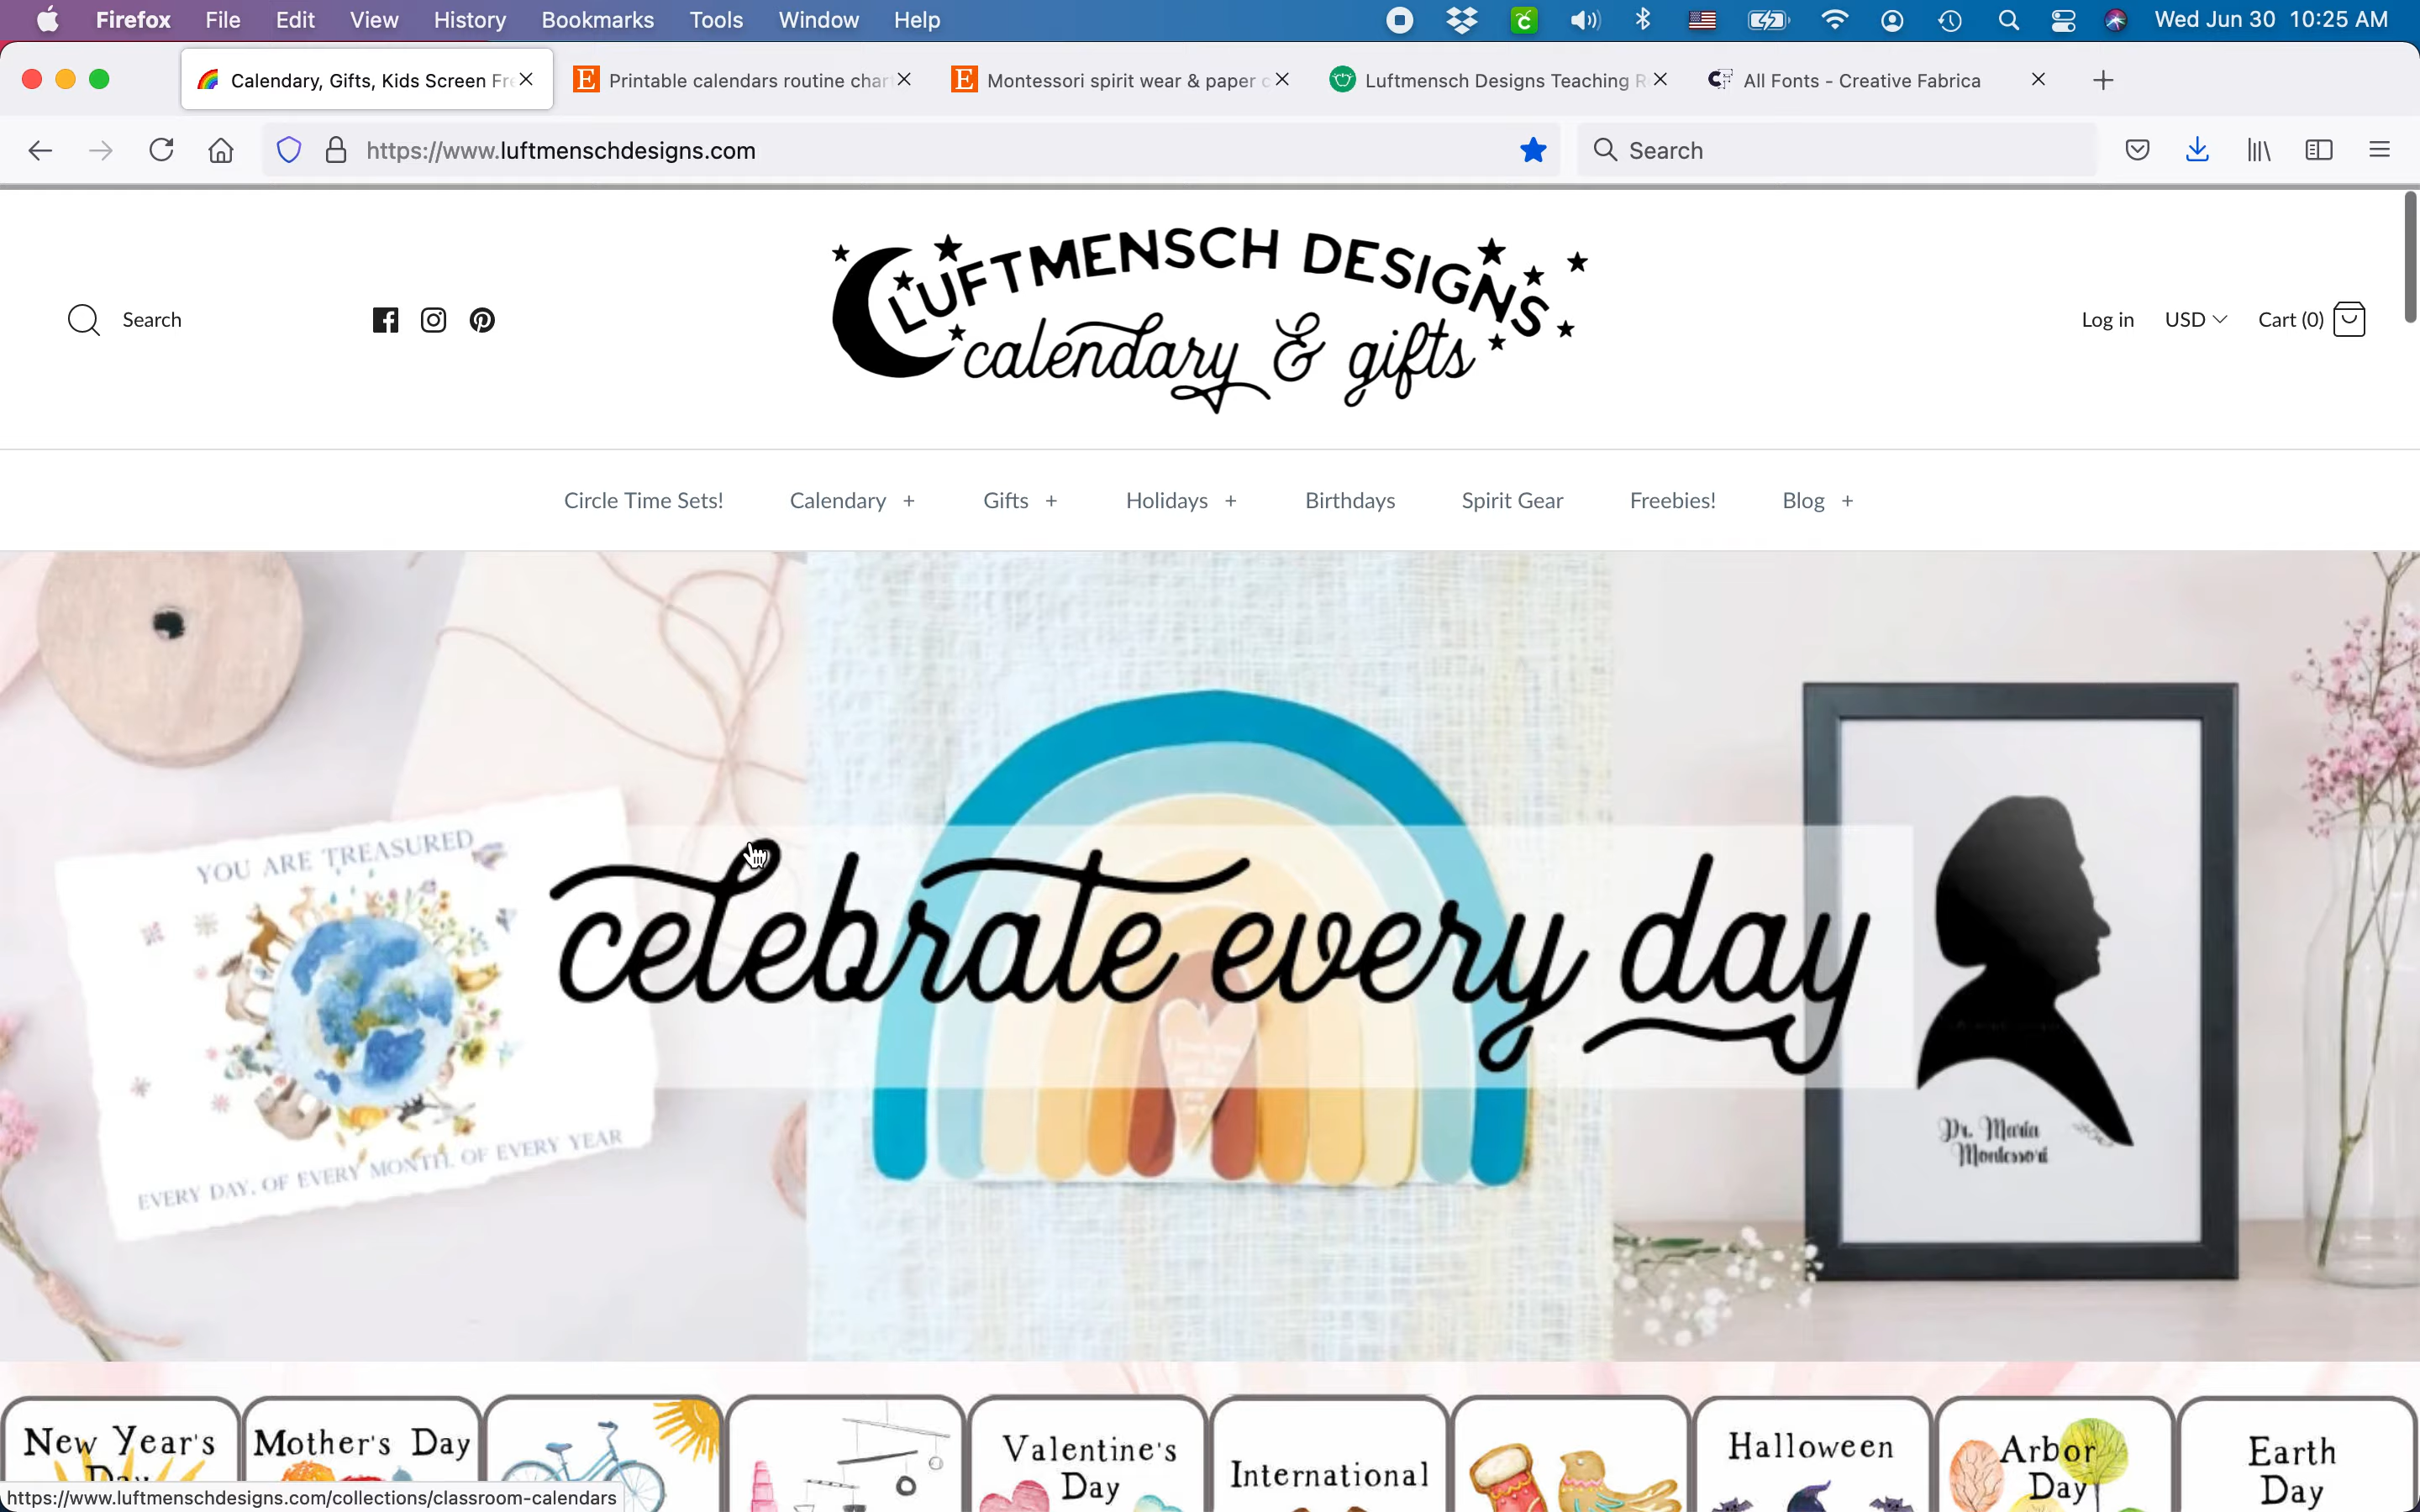 Firefox File Edit View History Bookmarks Tools Window Help Wed Jun 30 10:25 AM
Calendary, Gifts, Kids Screen Fre Printable calendars routine char Montessori spirit wear & paper c Luftmensch Designs Teaching R All Fonts - Creative Fabrica
https://www.luftmenschdesigns.com Search
LUFTMENSCH DESIGNS
calendary & gifts
Search Log in USD Cart (0)
Circle Time Sets! Calendary + Gifts + Holidays + Birthdays Spirit Gear Freebies! Blog +
YOU ARE TREASURED
celebrate every day
EVERY DAY, OF EVERY MONTH, OF EVERY YEAR
Dr. Maria
Montessori
New Year's
Day
Mother's Day
Valentine's
Day
International
Halloween
Arbor
Day
Earth
Day
https://www.luftmenschdesigns.com/collections/classroom-calendars